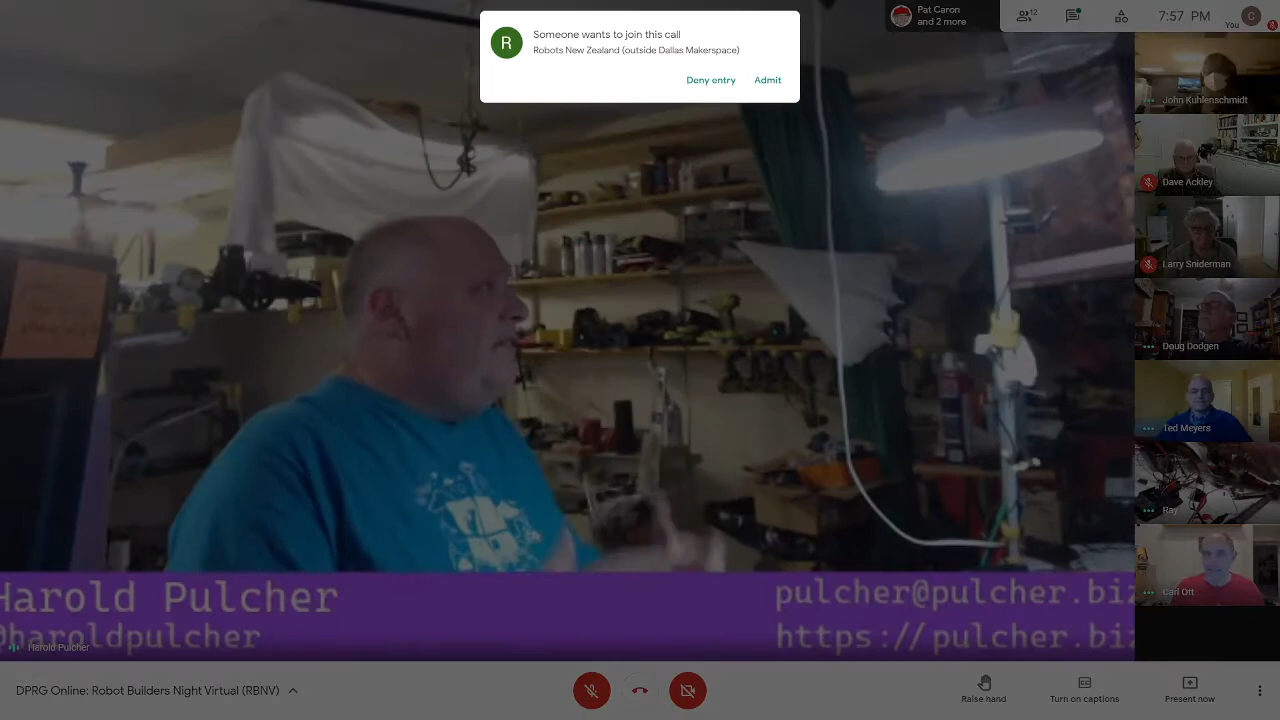 R
Someone wants to join this call
Robots New Zealand (outside Dallas Makerspace)
Deny entry
Admit
Pat Caron
and 2 more
12
7:57 PM
C
You
John Kuhlenschmidt
Dave Ackley
Larry Sniderman
Doug Dodgen
Ted Meyers
Ray
Carl Ott
Harold Pulcher
pulcher@pulcher.biz
@haroldpulcher
https://pulcher.biz
Harold Pulcher
DPRG Online: Robot Builders Night Virtual (RBNV)
Raise hand
Turn on captions
Present now